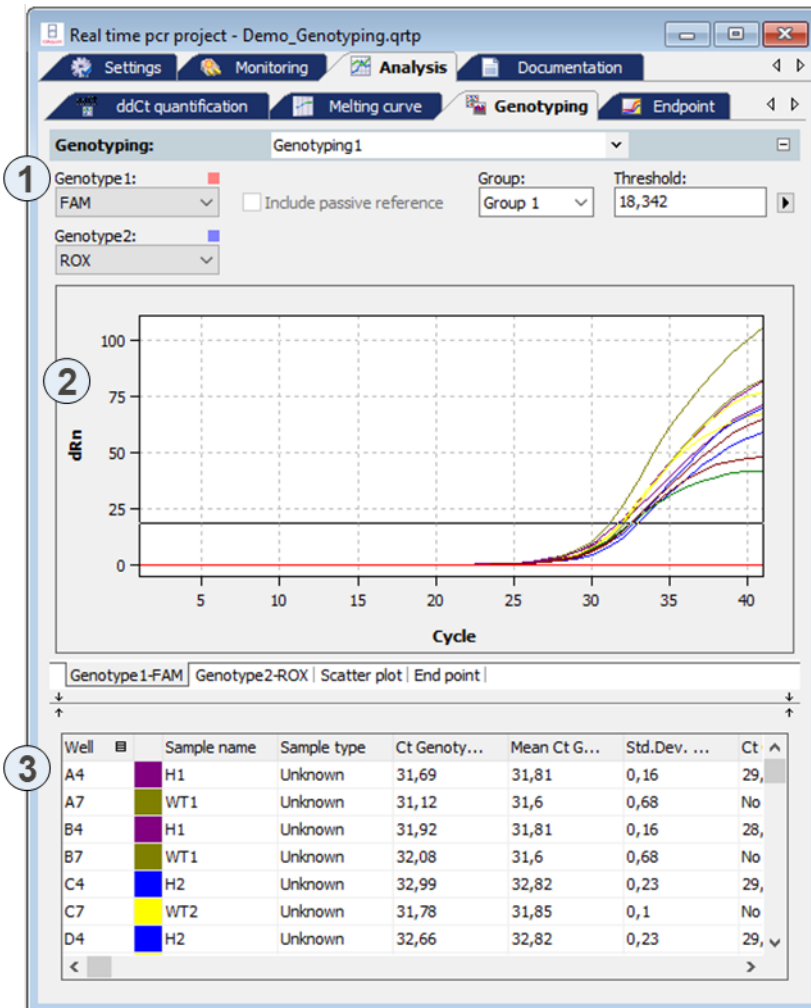 Real time pcr project - Demo_Genotyping.qrtp
Settings Monitoring Analysis Documentation
ddCt quantification Melting curve Genotyping Endpoint
Genotyping: Genotyping1
1
Genotype1: Group: Threshold:
FAM Include passive reference Group 1 18,342
Genotype2:
ROX
2
100
75
50
25
0
dRn
5 10 15 20 25 30 35 40
Cycle
Genotype1-FAM Genotype2-ROX Scatter plot End point
3
Well Sample name Sample type Ct Genoty... Mean Ct G... Std.Dev. ... Ct
A4 H1 Unknown 31,69 31,81 0,16 29,
A7 WT1 Unknown 31,12 31,6 0,68 No
B4 H1 Unknown 31,92 31,81 0,16 28,
B7 WT1 Unknown 32,08 31,6 0,68 No
C4 H2 Unknown 32,99 32,82 0,23 29,
C7 WT2 Unknown 31,78 31,85 0,1 No
D4 H2 Unknown 32,66 32,82 0,23 29,